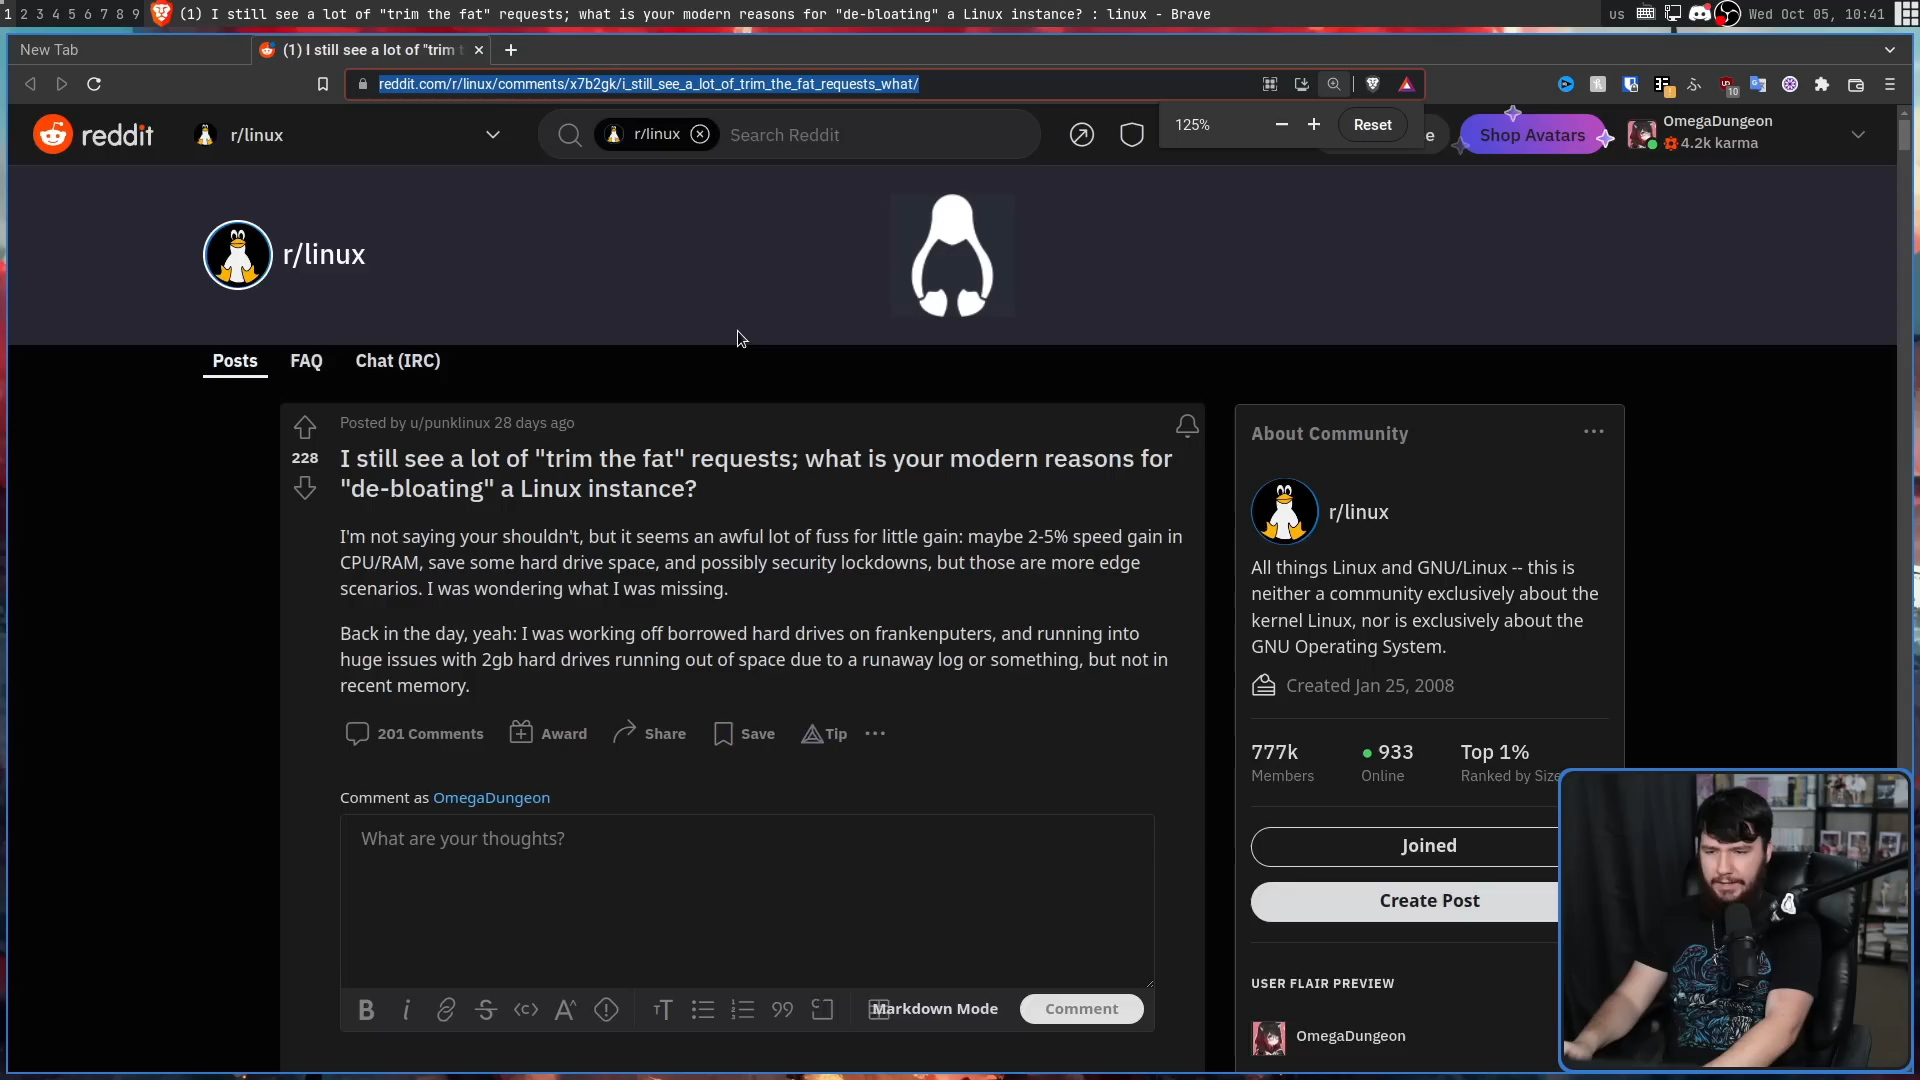 1 2 3 4 5 6 7 8 9 (1) I still see a lot of "trim the fat" requests; what is your modern reasons for "de-bloating" a Linux instance? : linux - Brave us Wed Oct 05, 10:41
New Tab (1) I still see a lot of "trim t
reddit.com/r/linux/comments/x7b2gk/i_still_see_a_lot_of_trim_the_fat_requests_what/ 10
reddit r/linux r/linux Search Reddit 125% Reset e Shop Avatars OmegaDungeon
4.2k karma
r/linux
Posts FAQ Chat (IRC)
Posted by u/punklinux 28 days ago
228
I still see a lot of "trim the fat" requests; what is your modern reasons for
"de-bloating" a Linux instance?
I'm not saying your shouldn't, but it seems an awful lot of fuss for little gain: maybe 2-5% speed gain in
CPU/RAM, save some hard drive space, and possibly security lockdowns, but those are more edge
scenarios. I was wondering what I was missing.
Back in the day, yeah: I was working off borrowed hard drives on frankenputers, and running into
huge issues with 2gb hard drives running out of space due to a runaway log or something, but not in
recent memory.
201 Comments Award Share Save Tip
Comment as OmegaDungeon
What are your thoughts?
Markdown Mode Comment
About Community
r/linux
All things Linux and GNU/Linux -- this is
neither a community exclusively about the
kernel Linux, nor is exclusively about the
GNU Operating System.
Created Jan 25, 2008
777k 933 Top 1%
Members Online Ranked by Size
Joined
Create Post
USER FLAIR PREVIEW
OmegaDungeon